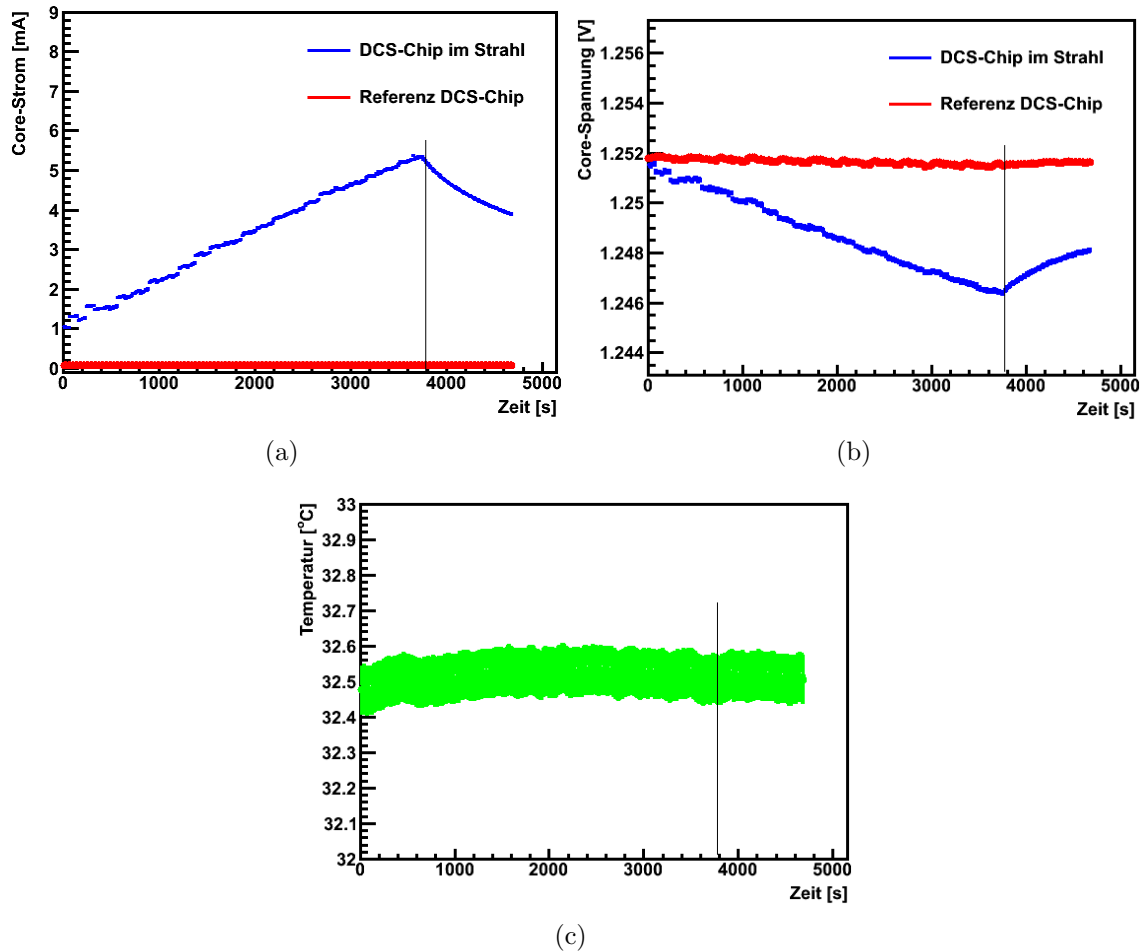 Core-Strom [mA]
9
8
7
6
5
4
3
2
1
0
DCS-Chip im Strahl
Referenz DCS-Chip
0 1000 2000 3000 4000 5000
Zeit [s]
(a)
Core-Spannung [V]
1.256
1.254
1.252
1.25
1.248
1.246
1.244
DCS-Chip im Strahl
Referenz DCS-Chip
0 1000 2000 3000 4000 5000
Zeit [s]
(b)
Temperatur [°C]
33
32.9
32.8
32.7
32.6
32.5
32.4
32.3
32.2
32.1
32
0 1000 2000 3000 4000 5000
Zeit [s]
(c)